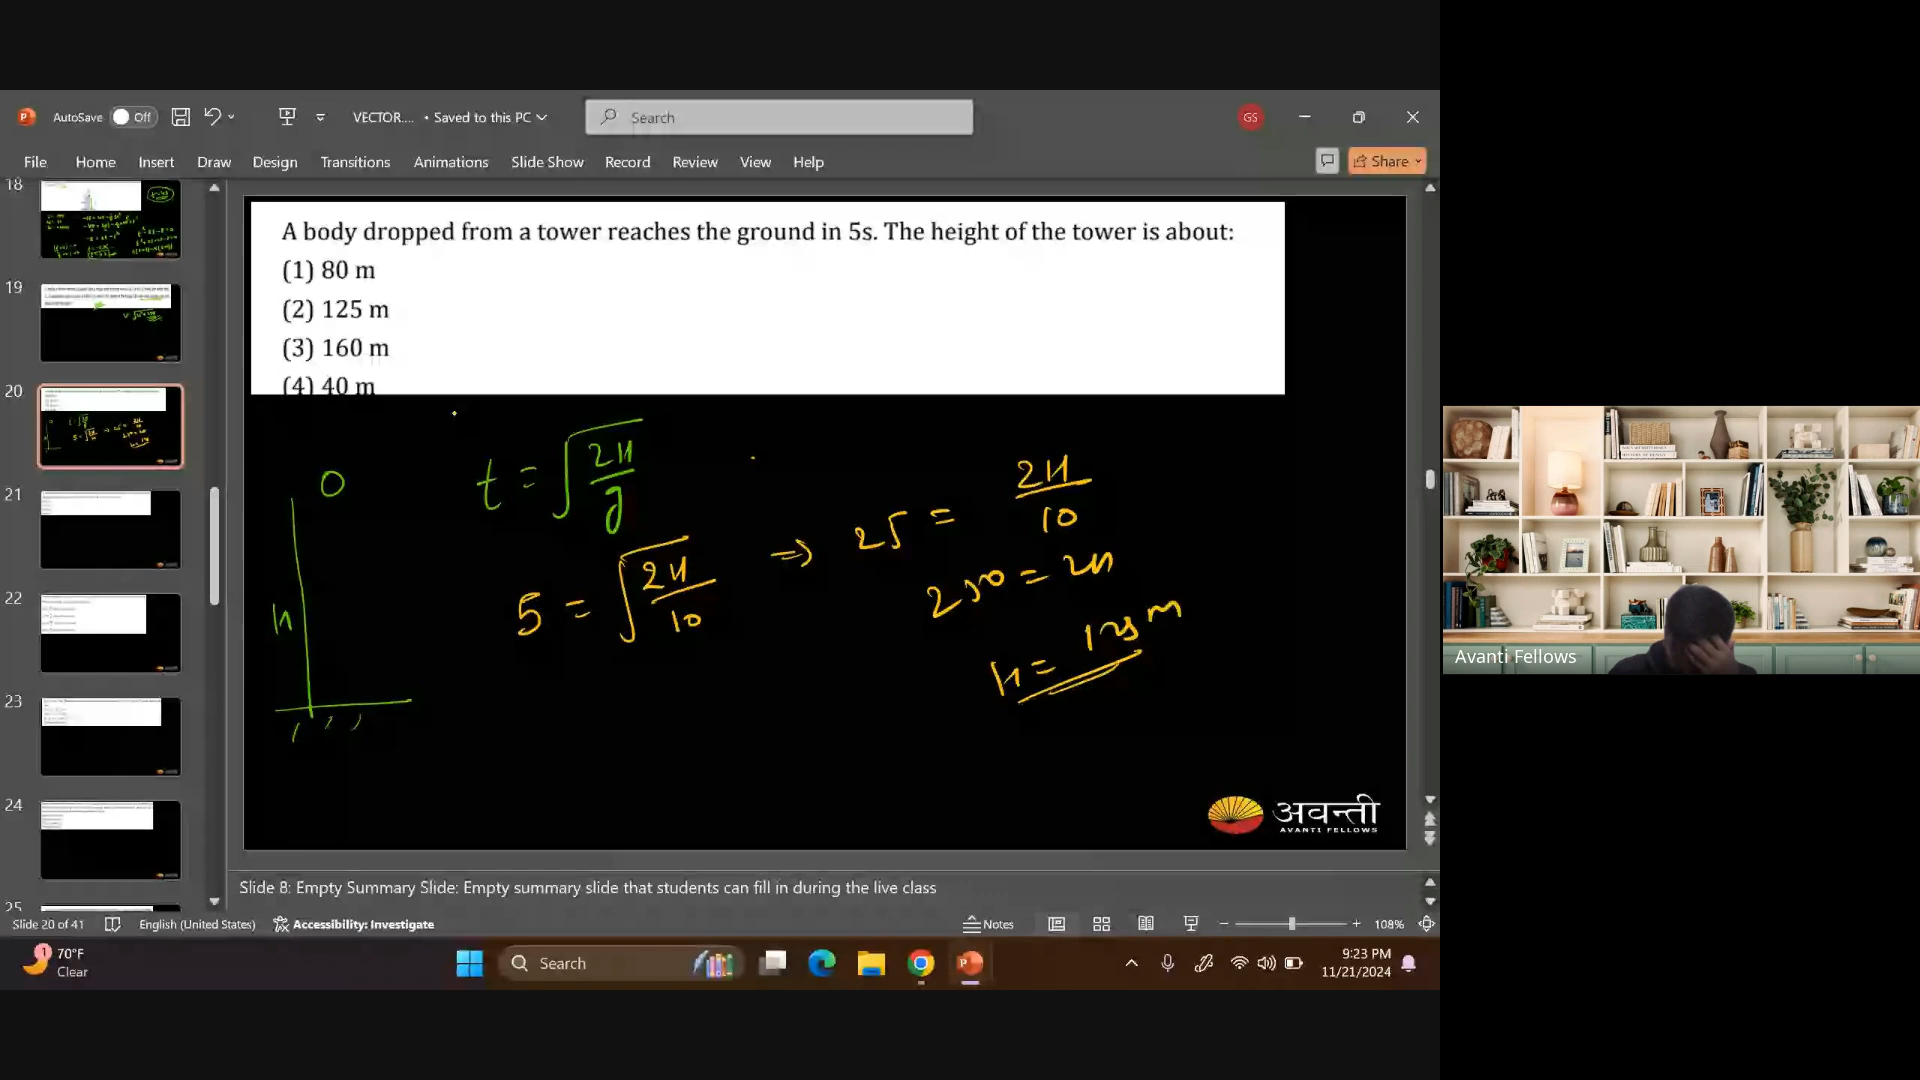 AutoSave Off VECTOR.... • Saved to this PC Search GS
File Home Insert Draw Design Transitions Animations Slide Show Record Review View Help Share
18
19
20
21
22
23
24
25
A body dropped from a tower reaches the ground in 5s. The height of the tower is about:
(1) 80 m
(2) 125 m
(3) 160 m
(4) 40 m
t = √(2H/g)
5 = √(2H/10) ⇒ 25 = 2H/10
250 = 2H
H = 125 m
H
अवन्ती
AVANTI FELLOWS
Avanti Fellows
Slide 8: Empty Summary Slide: Empty summary slide that students can fill in during the live class
Slide 20 of 41 English (United States) Accessibility: Investigate Notes 108%
1 70°F
Clear
Search
9:23 PM
11/21/2024